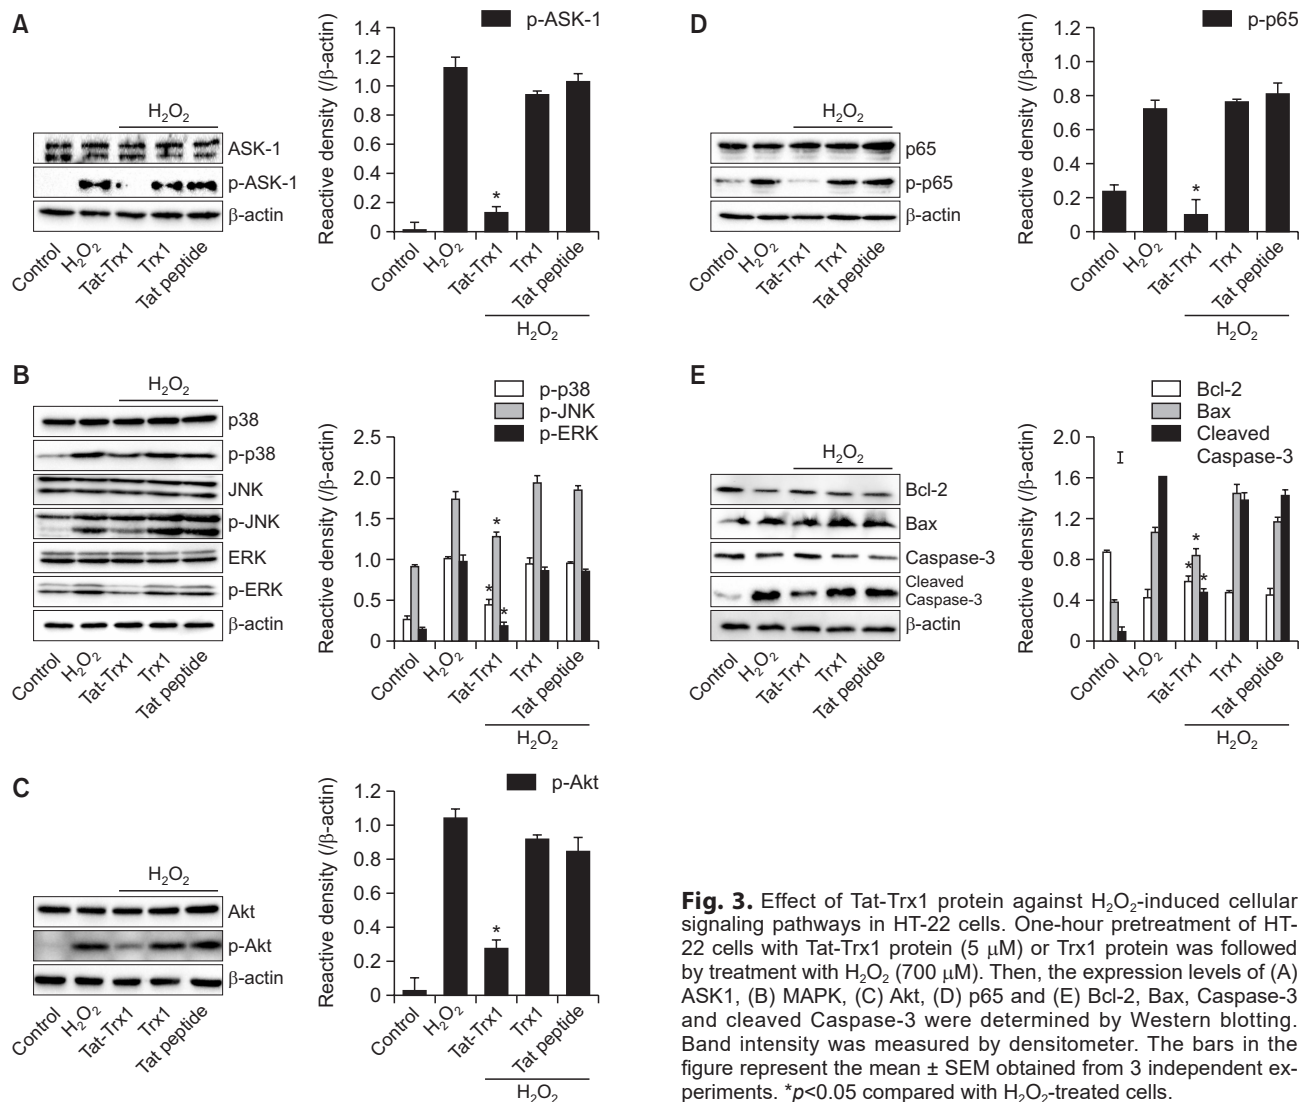 A
H₂O₂
ASK-1
p-ASK-1
β-actin
Control
H₂O₂
Tat-Trx1
Trx1
Tat peptide
p-ASK-1
Reactive density (/β-actin)
1.4
1.2
1.0
0.8
0.6
0.4
0.2
0
*
Control
H₂O₂
Tat-Trx1
Trx1
Tat peptide
H₂O₂
D
H₂O₂
p65
p-p65
β-actin
Control
H₂O₂
Tat-Trx1
Trx1
Tat peptide
p-p65
Reactive density (/β-actin)
1.2
1.0
0.8
0.6
0.4
0.2
0
*
Control
H₂O₂
Tat-Trx1
Trx1
Tat peptide
H₂O₂
B
H₂O₂
p38
p-p38
JNK
p-JNK
ERK
p-ERK
β-actin
Control
H₂O₂
Tat-Trx1
Trx1
Tat peptide
p-p38
p-JNK
p-ERK
Reactive density (/β-actin)
2.5
2.0
1.5
1.0
0.5
0
*
*
*
Control
H₂O₂
Tat-Trx1
Trx1
Tat peptide
H₂O₂
E
H₂O₂
Bcl-2
Bax
Caspase-3
Cleaved
Caspase-3
β-actin
Control
H₂O₂
Tat-Trx1
Trx1
Tat peptide
Bcl-2
Bax
Cleaved
Caspase-3
Reactive density (/β-actin)
2.0
1.6
1.2
0.8
0.4
0
*
*
*
Control
H₂O₂
Tat-Trx1
Trx1
Tat peptide
H₂O₂
C
H₂O₂
Akt
p-Akt
β-actin
Control
H₂O₂
Tat-Trx1
Trx1
Tat peptide
p-Akt
Reactive density (/β-actin)
1.2
1.0
0.8
0.6
0.4
0.2
0
*
Control
H₂O₂
Tat-Trx1
Trx1
Tat peptide
H₂O₂
Fig. 3. Effect of Tat-Trx1 protein against H₂O₂-induced cellular
signaling pathways in HT-22 cells. One-hour pretreatment of HT-
22 cells with Tat-Trx1 protein (5 μM) or Trx1 protein was followed
by treatment with H₂O₂ (700 μM). Then, the expression levels of (A)
ASK1, (B) MAPK, (C) Akt, (D) p65 and (E) Bcl-2, Bax, Caspase-3
and cleaved Caspase-3 were determined by Western blotting.
Band intensity was measured by densitometer. The bars in the
figure represent the mean ± SEM obtained from 3 independent ex-
periments. *p<0.05 compared with H₂O₂-treated cells.